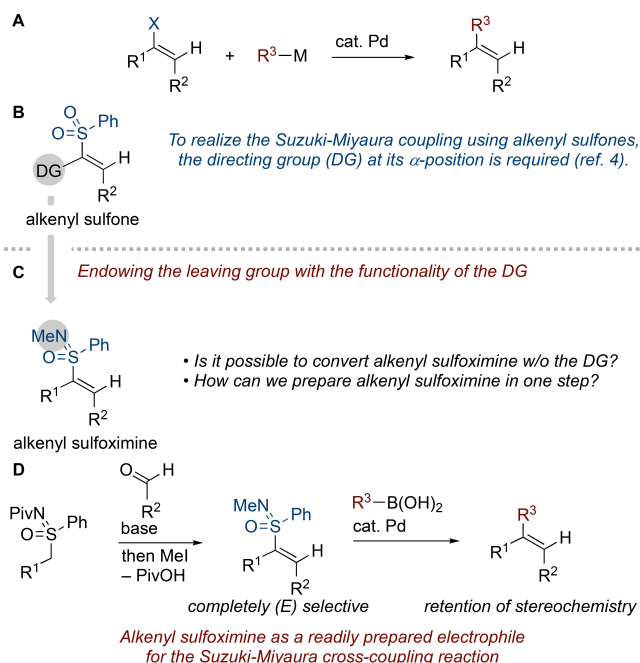 A
X
R1
H
R2
+
R3–M
cat. Pd
R3
R1
H
R2
B
O
O=S
Ph
DG
H
R2
alkenyl sulfone
To realize the Suzuki-Miyaura coupling using alkenyl sulfones,
the directing group (DG) at its α-position is required (ref. 4).
C
Endowing the leaving group with the functionality of the DG
MeN
O=S
Ph
R1
H
R2
alkenyl sulfoximine
• Is it possible to convert alkenyl sulfoximine w/o the DG?
• How can we prepare alkenyl sulfoximine in one step?
D
PivN
O=S
Ph
R1
O
H
R2
base
then MeI
– PivOH
MeN
O=S
Ph
R1
H
R2
completely (E) selective
R3–B(OH)2
cat. Pd
R3
R1
H
R2
retention of stereochemistry
Alkenyl sulfoximine as a readily prepared electrophile
for the Suzuki-Miyaura cross-coupling reaction